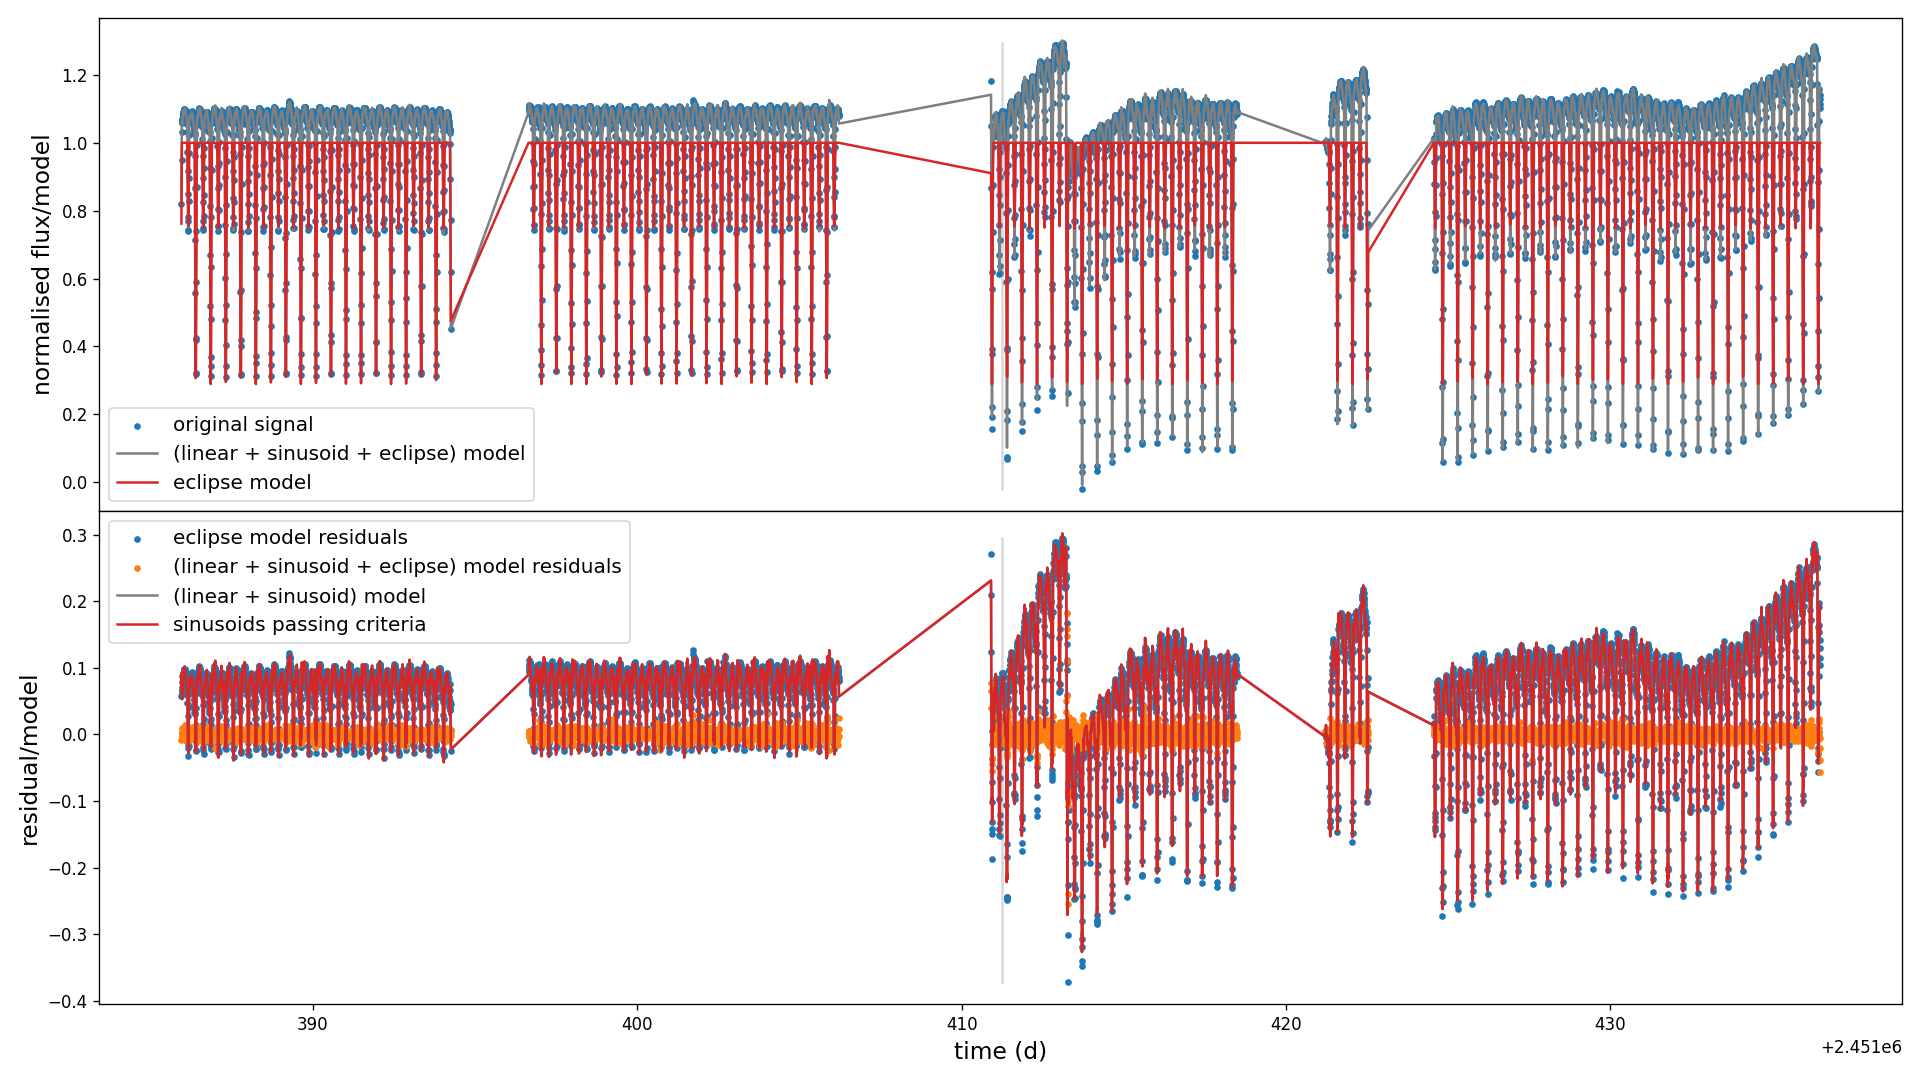 normalised flux/model
1.2
1.0
0.8
0.6
0.4
0.2
0.0
original signal
(linear + sinusoid + eclipse) model
eclipse model
residual/model
0.3
0.2
0.1
0.0
−0.1
−0.2
−0.3
−0.4
eclipse model residuals
(linear + sinusoid + eclipse) model residuals
(linear + sinusoid) model
sinusoids passing criteria
390 400 410 420 430
time (d)
+2.451e6